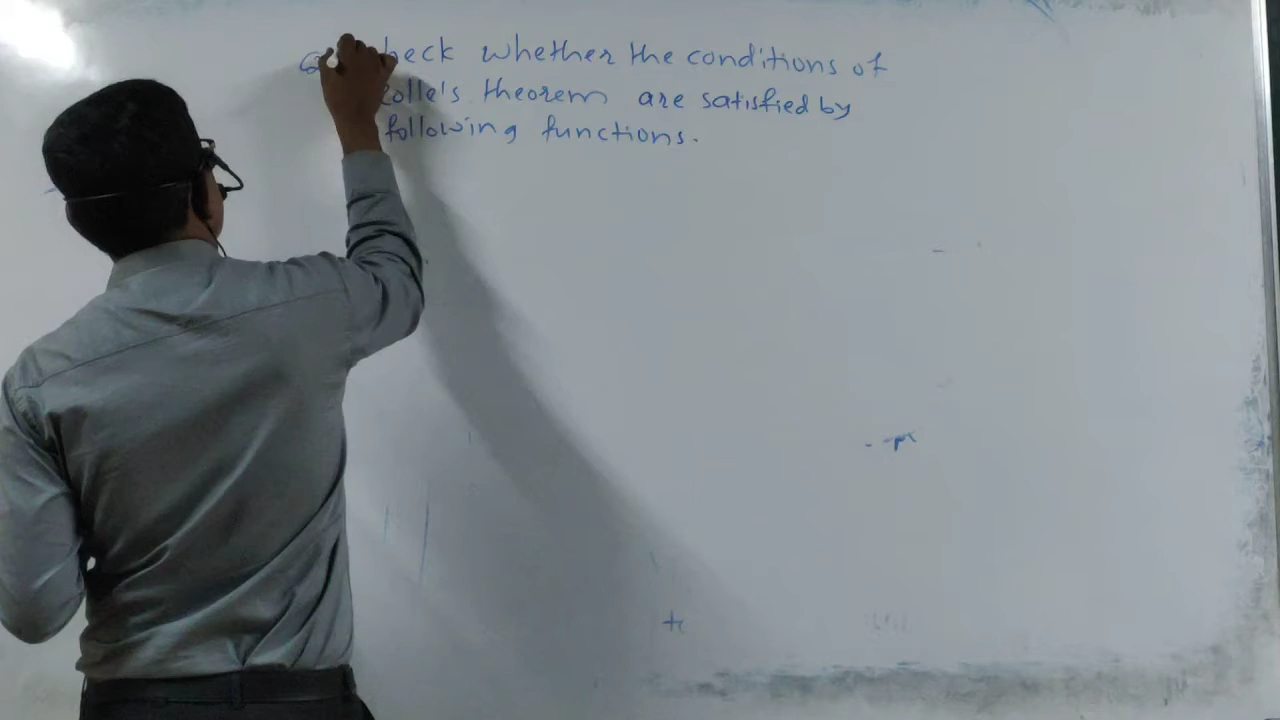 heck whether the conditions of
olle's theorem are satisfied by
following functions.